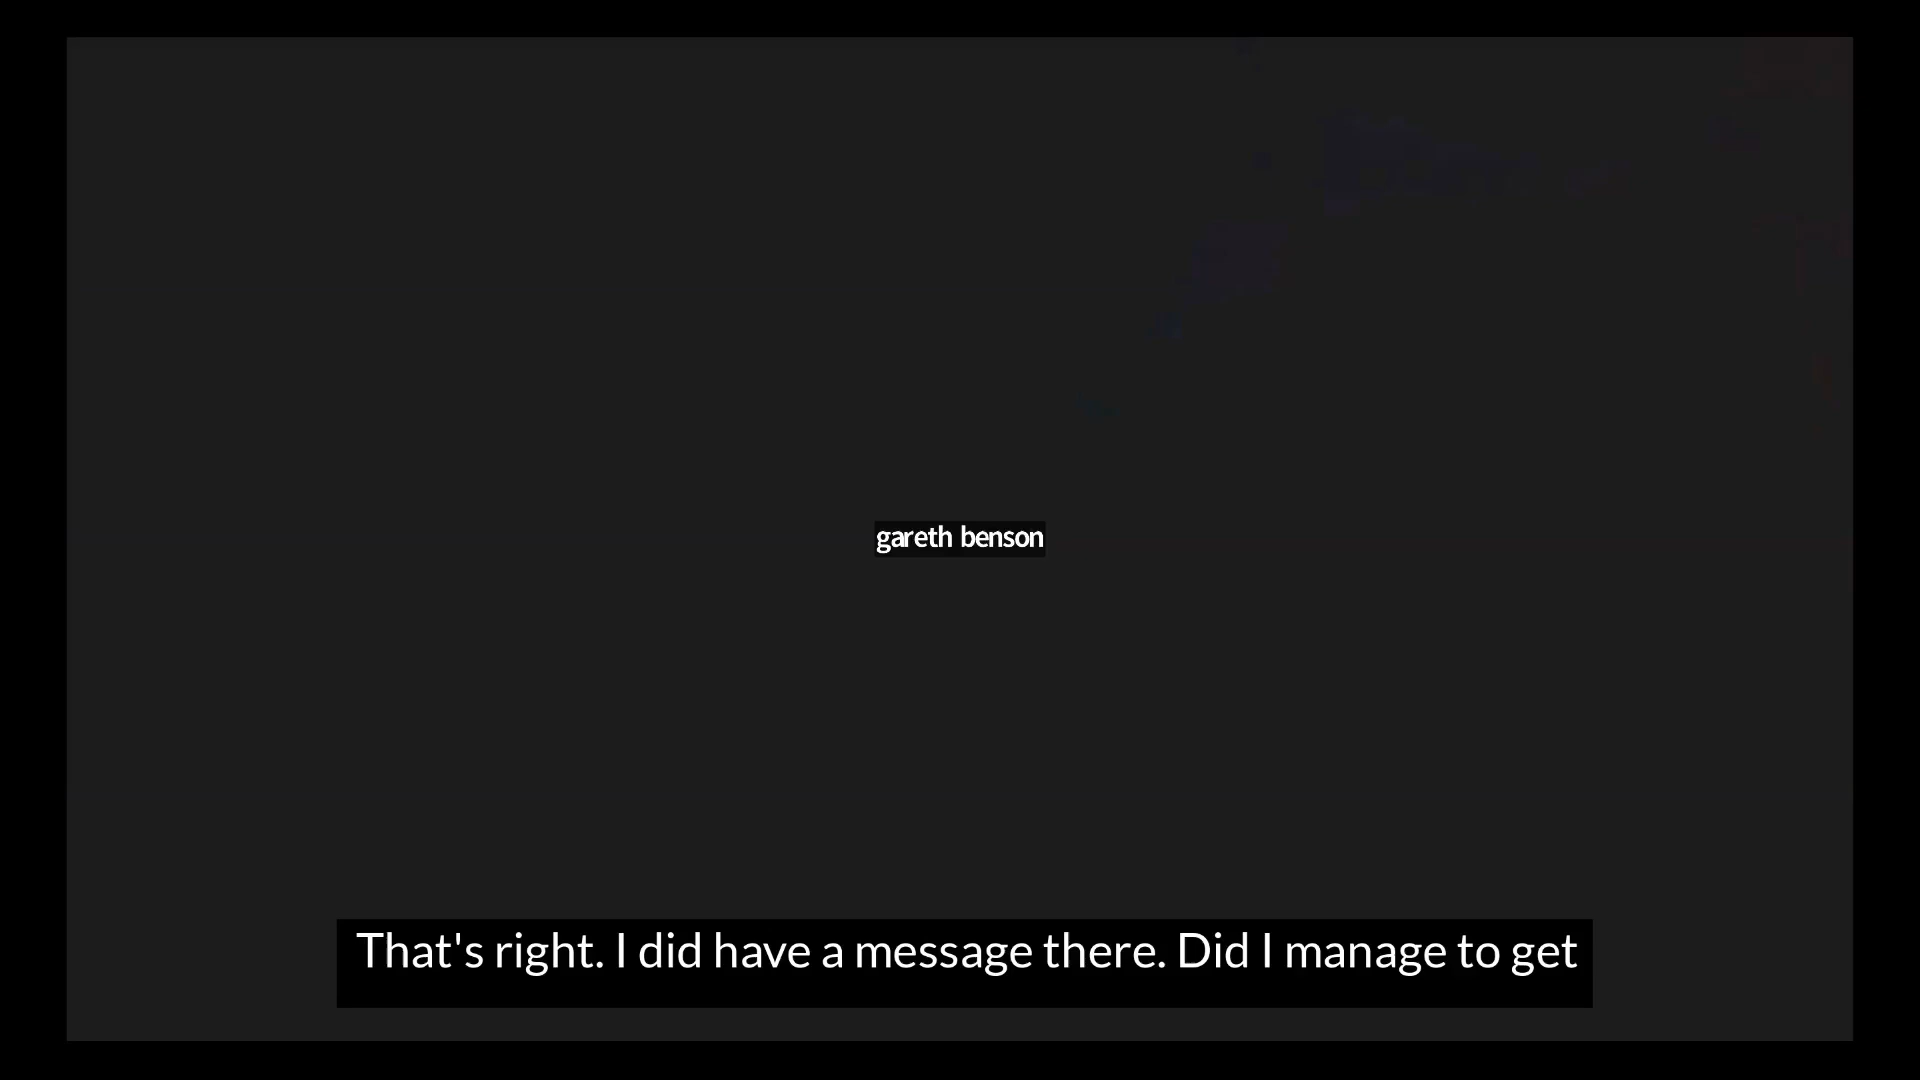 gareth benson
That's right. I did have a message there. Did I manage to get